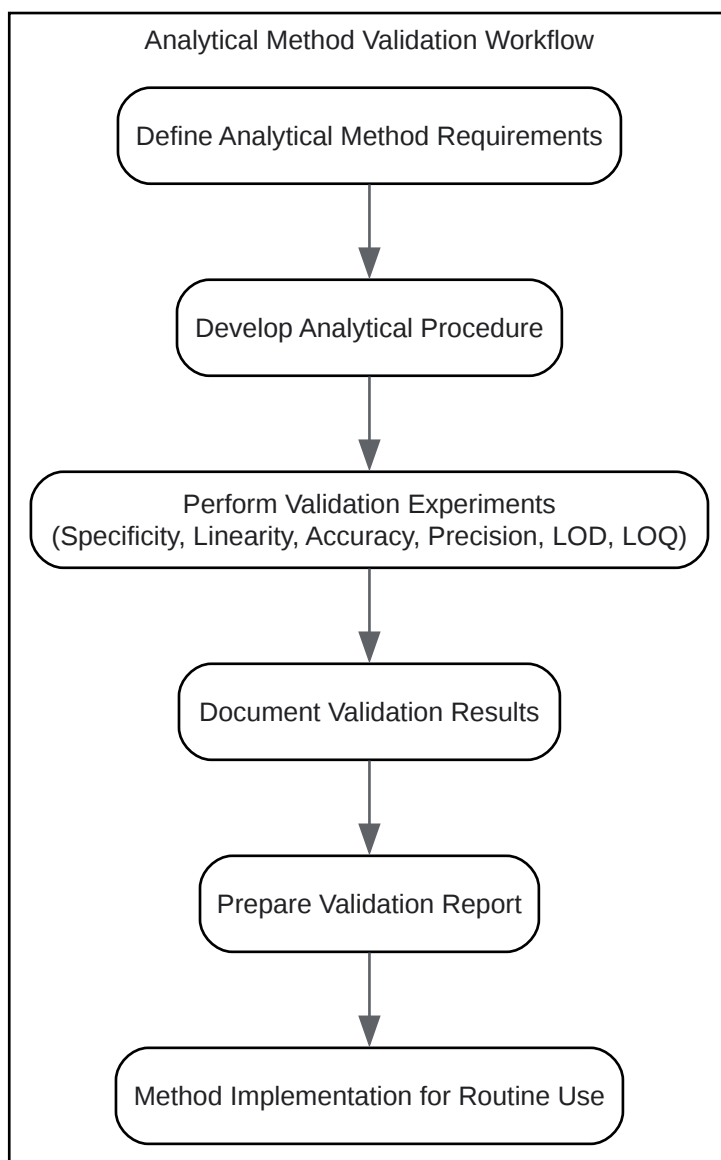 Analytical Method Validation Workflow
Define Analytical Method Requirements
Develop Analytical Procedure
Perform Validation Experiments
(Specificity, Linearity, Accuracy, Precision, LOD, LOQ)
Document Validation Results
Prepare Validation Report
Method Implementation for Routine Use